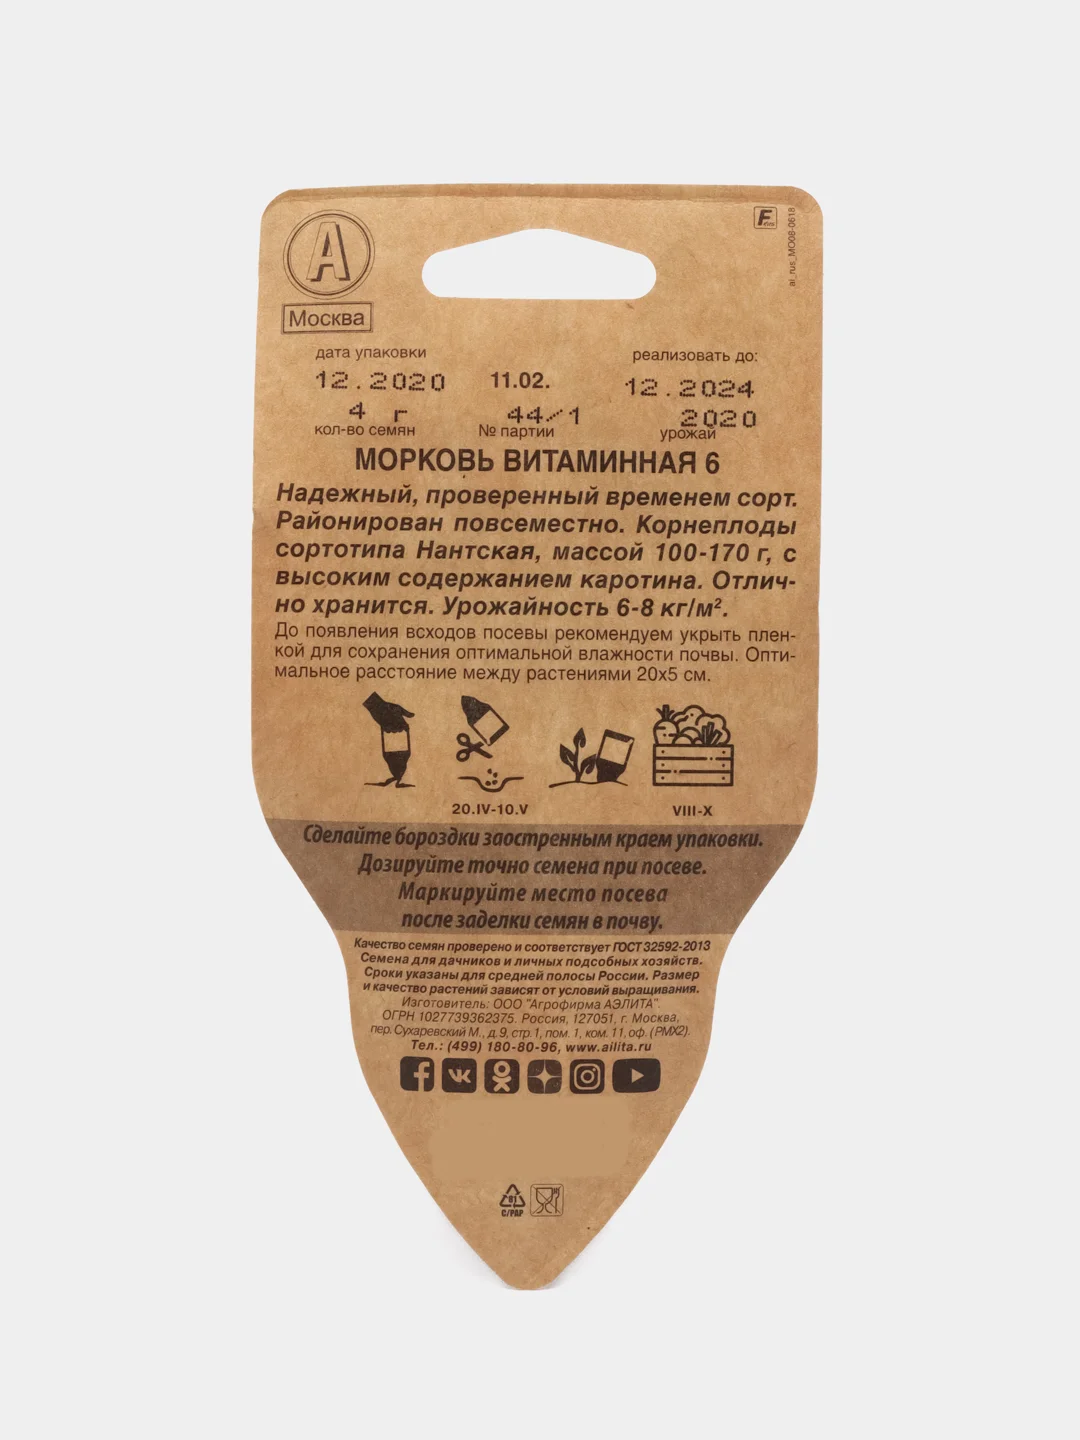 А
Москва
F
al_rus_МО08-0618
дата упаковки
реализовать до:
12.2020 11.02. 12.2024
4 г 44/1 2020
кол-во семян № партии урожай
МОРКОВЬ ВИТАМИННАЯ 6
Надежный, проверенный временем сорт.
Районирован повсеместно. Корнеплоды
сортотипа Нантская, массой 100-170 г, с
высоким содержанием каротина. Отлич-
но хранится. Урожайность 6-8 кг/м².
До появления всходов посевы рекомендуем укрыть плен-
кой для сохранения оптимальной влажности почвы. Опти-
мальное расстояние между растениями 20х5 см.
20.IV-10.V VIII-X
Сделайте бороздки заостренным краем упаковки.
Дозируйте точно семена при посеве.
Маркируйте место посева
после заделки семян в почву.
Качество семян проверено и соответствует ГОСТ 32592-2013
Семена для дачников и личных подсобных хозяйств.
Сроки указаны для средней полосы России. Размер
и качество растений зависят от условий выращивания.
Изготовитель: ООО "Агрофирма АЭЛИТА".
ОГРН 1027739362375. Россия, 127051, г. Москва,
пер. Сухаревский М., д.9, стр.1, пом. 1, ком. 11, оф. (РМХ2).
Тел.: (499) 180-80-96, www.ailita.ru
81
C/PAP